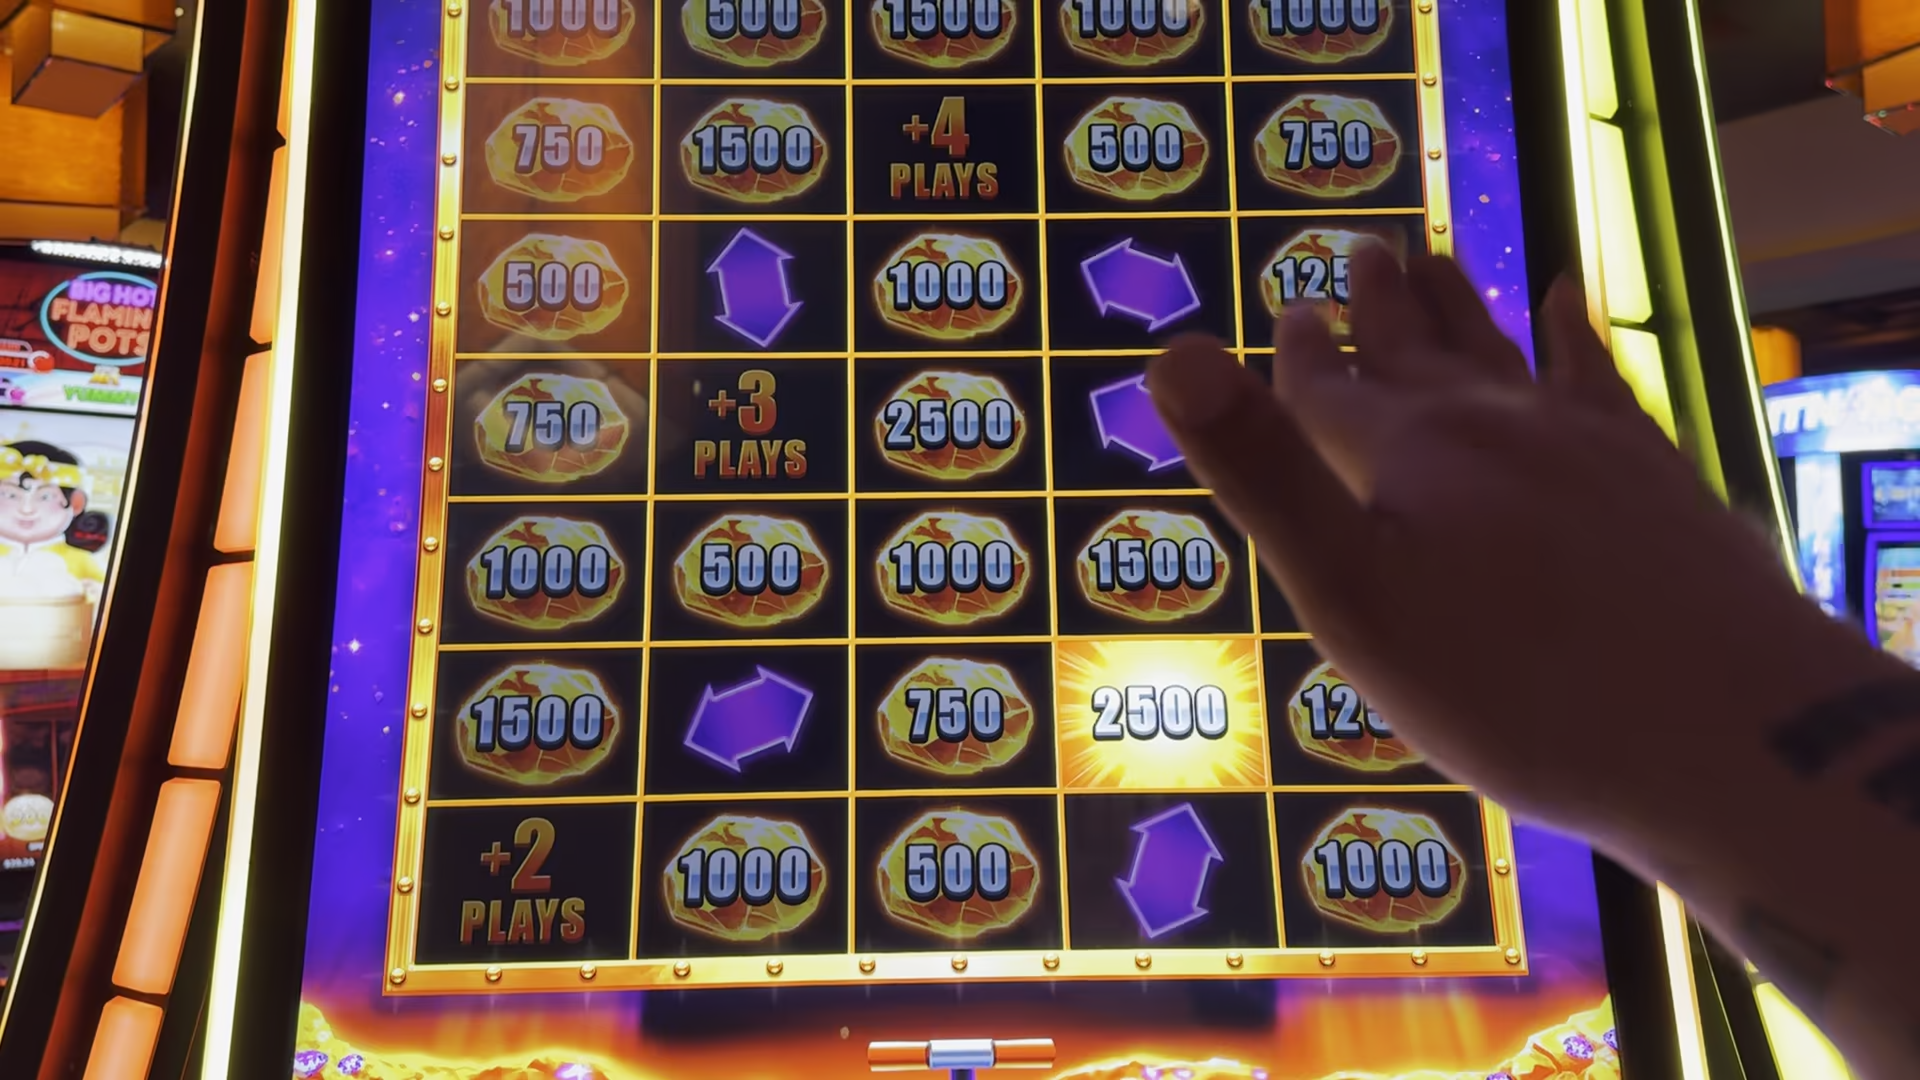 1000 500 1500 1000 1000
750 1500 +4 PLAYS 500 750
500 1000
750 +3 PLAYS 2500
1000 500 1000 1500
1500 750 2500
+2 PLAYS 1000 500 1000
BIG HOT
FLAMIN
POTS